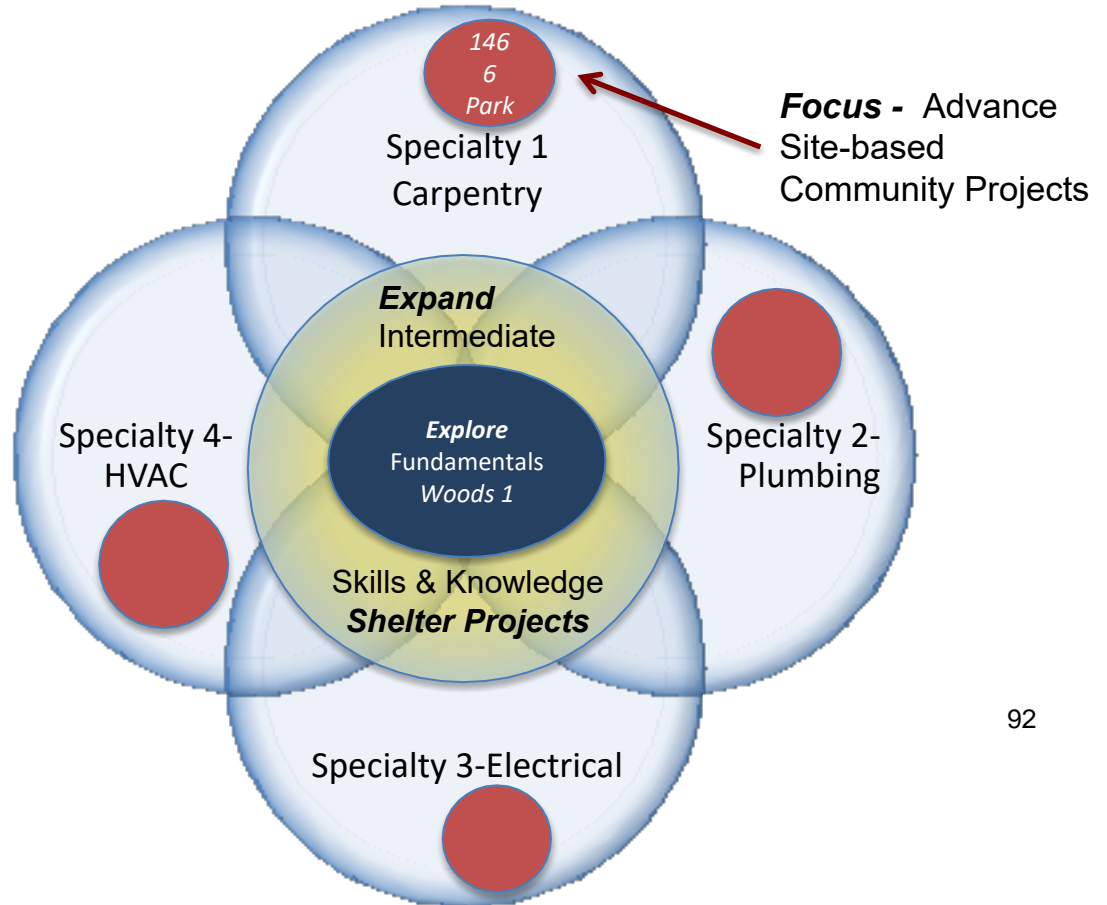 146
6
Park
Specialty 1
Carpentry
Focus - Advance
Site-based
Community Projects
Expand
Intermediate
Explore
Fundamentals
Woods 1
Specialty 4-
HVAC
Specialty 2-
Plumbing
Skills & Knowledge
Shelter Projects
Specialty 3-Electrical
92